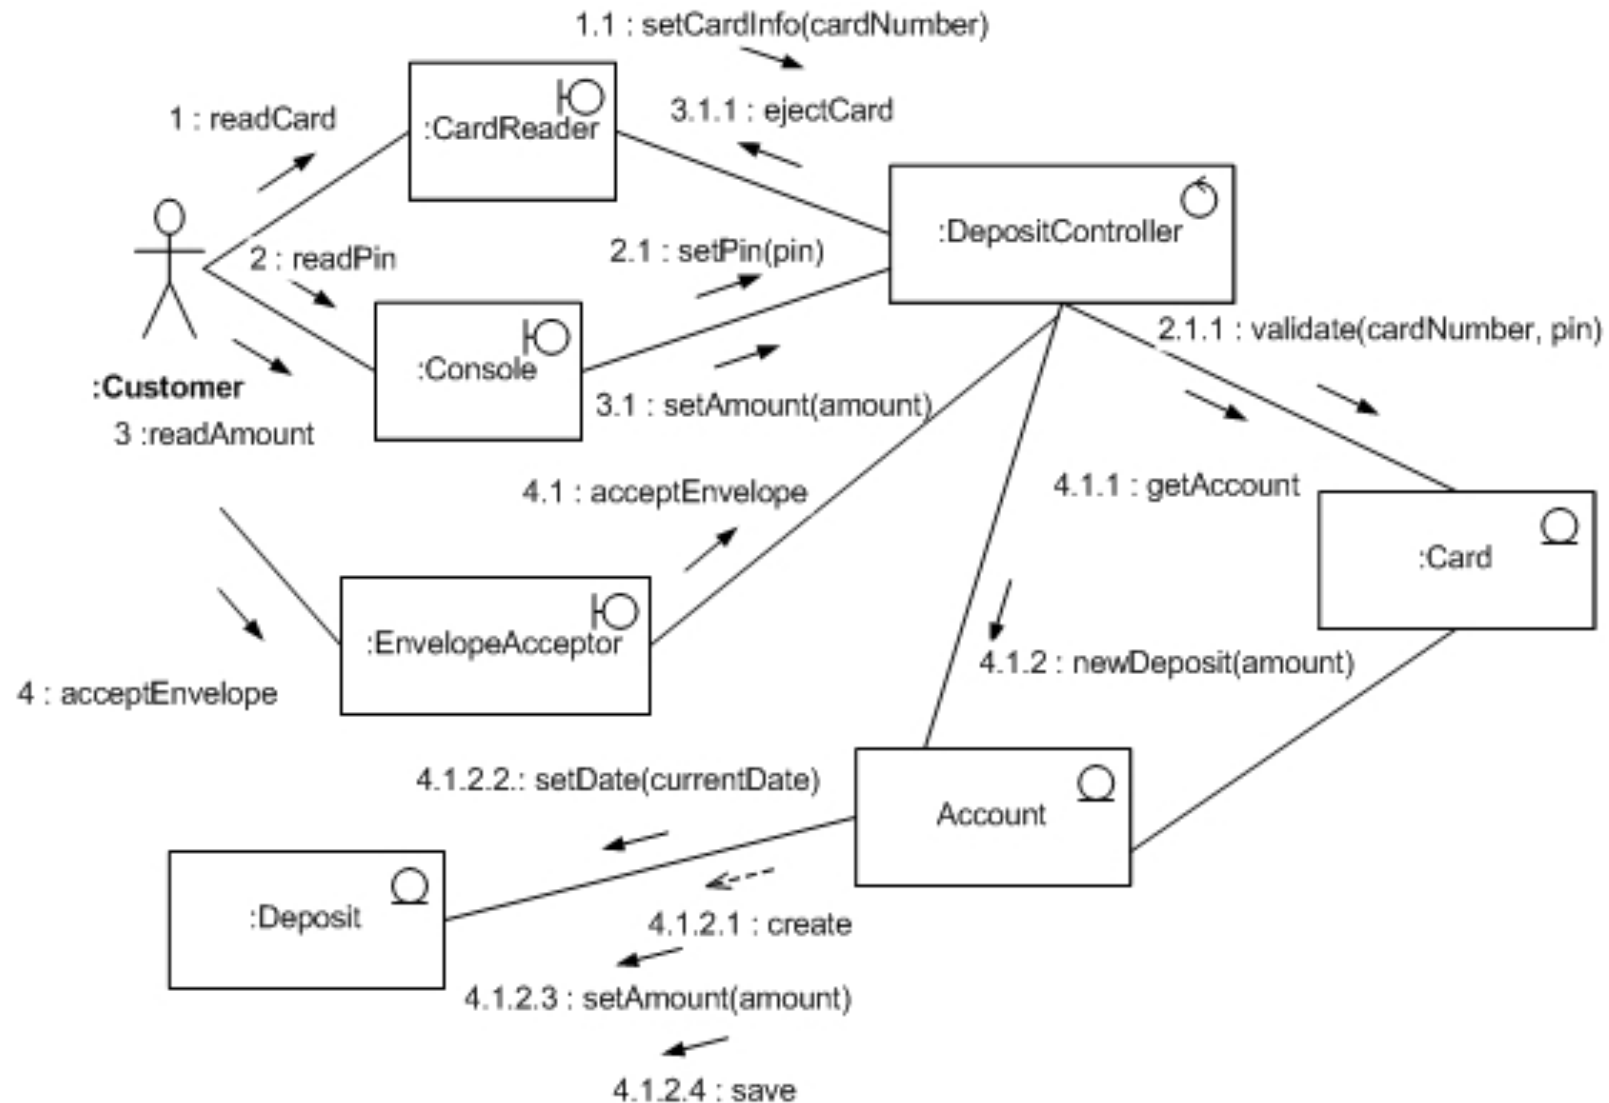 1.1 : setCardInfo(cardNumber)
3.1.1 : ejectCard
1 : readCard
:CardReader
:DepositController
2 : readPin
2.1 : setPin(pin)
2.1.1 : validate(cardNumber, pin)
:Console
:Customer
3.1 : setAmount(amount)
3 :readAmount
4.1.1 : getAccount
4.1 : acceptEnvelope
:Card
:EnvelopeAcceptor
4.1.2 : newDeposit(amount)
4 : acceptEnvelope
4.1.2.2.: setDate(currentDate)
Account
:Deposit
4.1.2.1 : create
4.1.2.3 : setAmount(amount)
4.1.2.4 : save